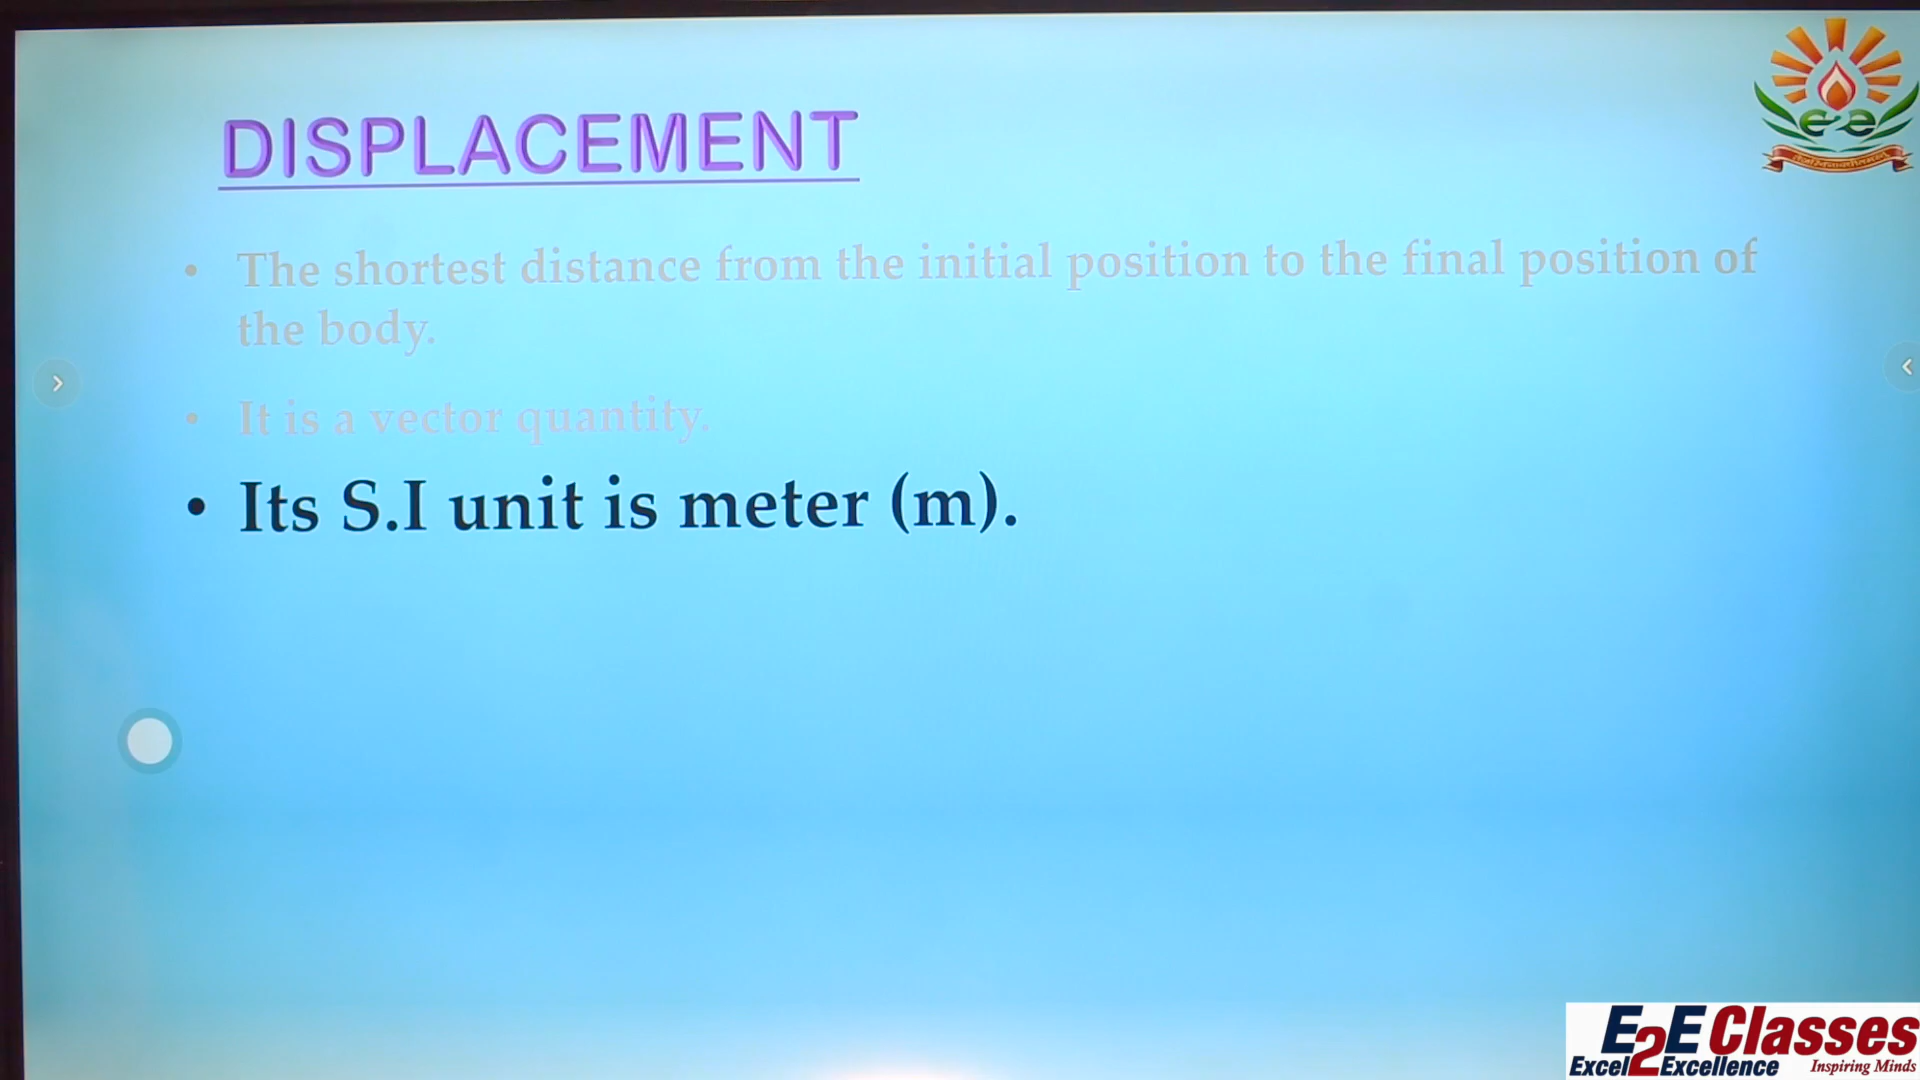 DISPLACEMENT
• The shortest distance from the initial position to the final position of
the body.
• It is a vector quantity.
• Its S.I unit is meter (m).
e2e
E2E Classes
Excel 2 Excellence Inspiring Minds